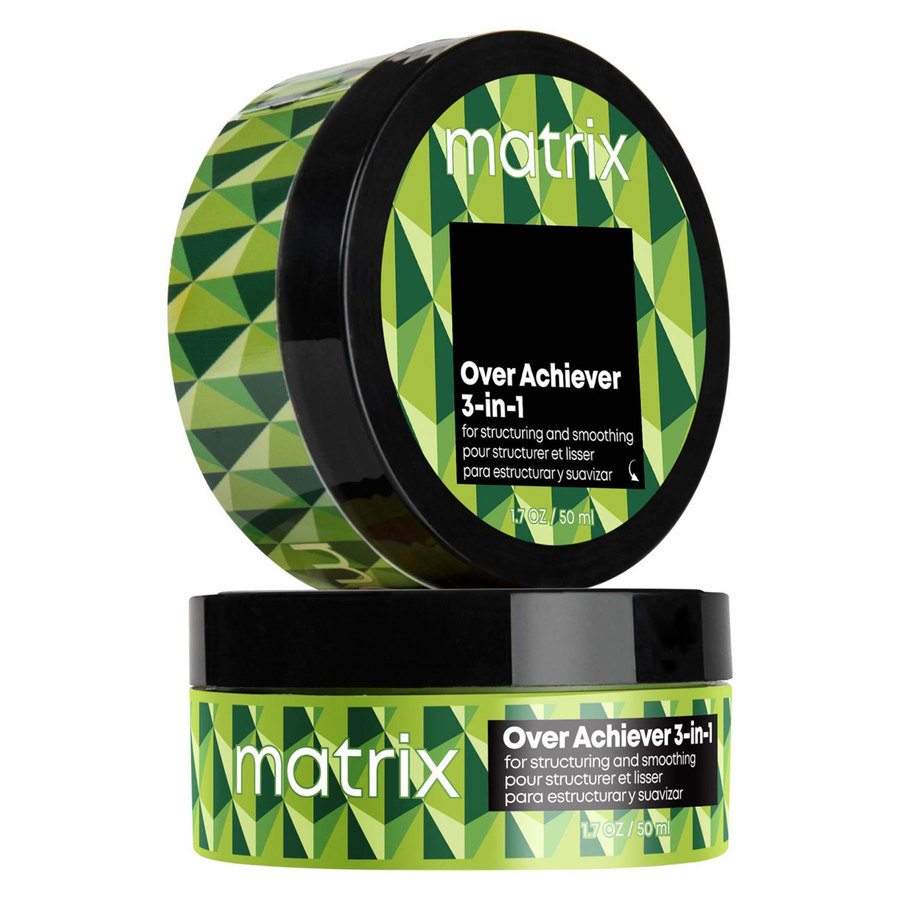 matrix
Over Achiever
3-in-1
for structuring and smoothing
pour structurer et lisser
para estructurar y suavizar
1.7 OZ / 50 ml
m
matrix
Over Achiever 3-in-1
for structuring and smoothing
pour structurer et lisser
para estructurar y suavizar
1.7 OZ / 50 ml